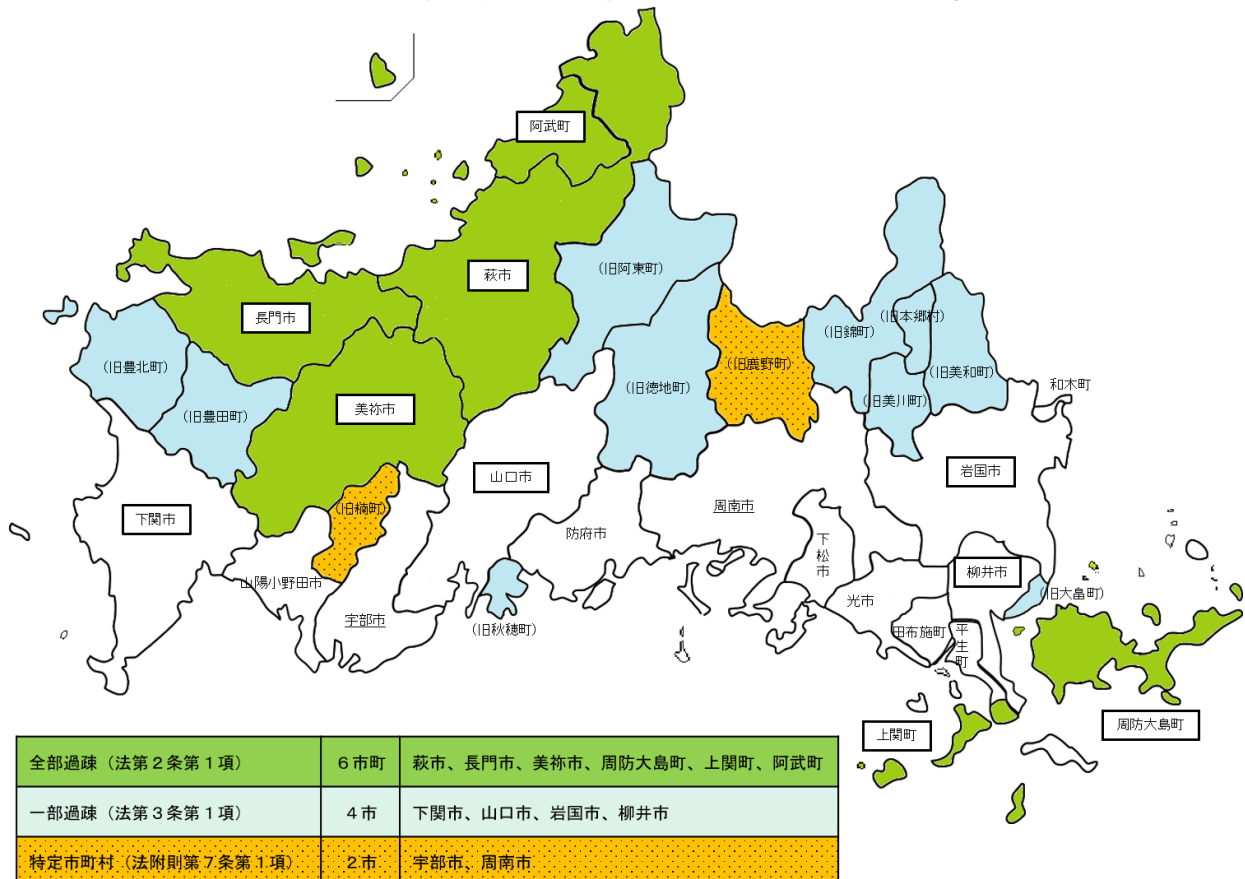 阿武町
萩市
(旧阿東町)
長門市
(旧錦町)
(旧本郷村)
(旧豊北町)
(旧徳地町)
(旧鹿野町)
(旧美和町)
(旧豊田町)
美祢市
(旧美川町)
和木町
山口市
岩国市
下関市
(旧楠町)
周南市
防府市
下松市
柳井市
山陽小野田市
光市
(旧大畠町)
宇部市
(旧秋穂町)
田布施町
平生町
上関町
周防大島町
全部過疎（法第２条第１項） ６市町 萩市、長門市、美祢市、周防大島町、上関町、阿武町
一部過疎（法第３条第１項） ４市 下関市、山口市、岩国市、柳井市
特定市町村（法附則第７条第１項） ２市 宇部市、周南市